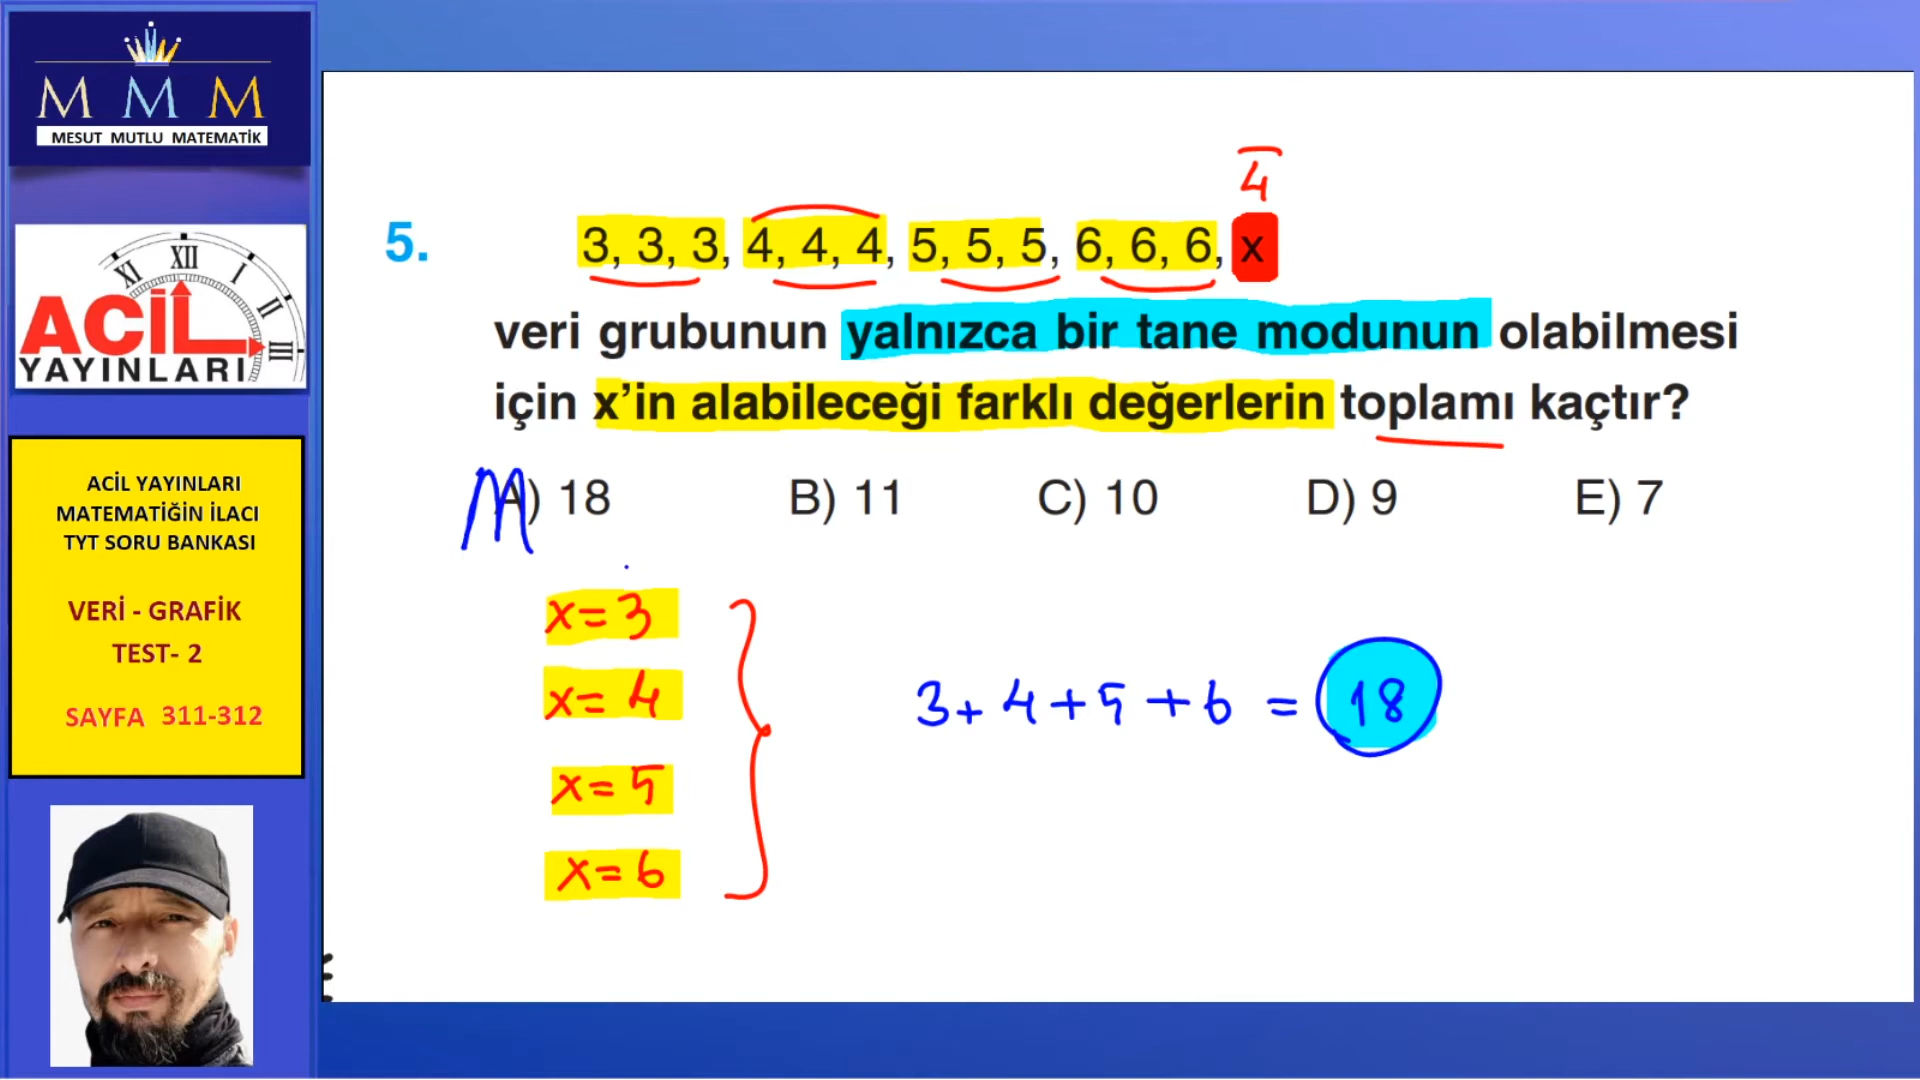 M M M
MESUT MUTLU MATEMATİK
XI XII I II III
ACİL
YAYINLARI
ACİL YAYINLARI
MATEMATİĞİN İLACI
TYT SORU BANKASI
VERİ - GRAFİK
TEST- 2
SAYFA 311-312
4
5. 3, 3, 3, 4, 4, 4, 5, 5, 5, 6, 6, 6, x
veri grubunun yalnızca bir tane modunun olabilmesi
için x’in alabileceği farklı değerlerin toplamı kaçtır?
A) 18 B) 11 C) 10 D) 9 E) 7
x=3
x=4
x=5
x=6
3+4+5+6=18